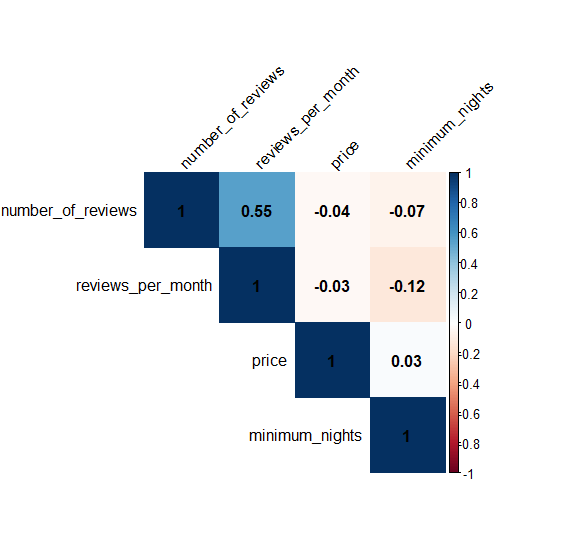 number_of_reviews
reviews_per_month
price
minimum_nights
number_of_reviews 1 0.55 -0.04 -0.07
reviews_per_month 1 -0.03 -0.12
price 1 0.03
minimum_nights 1
1
0.8
0.6
0.4
0.2
0
-0.2
-0.4
-0.6
-0.8
-1